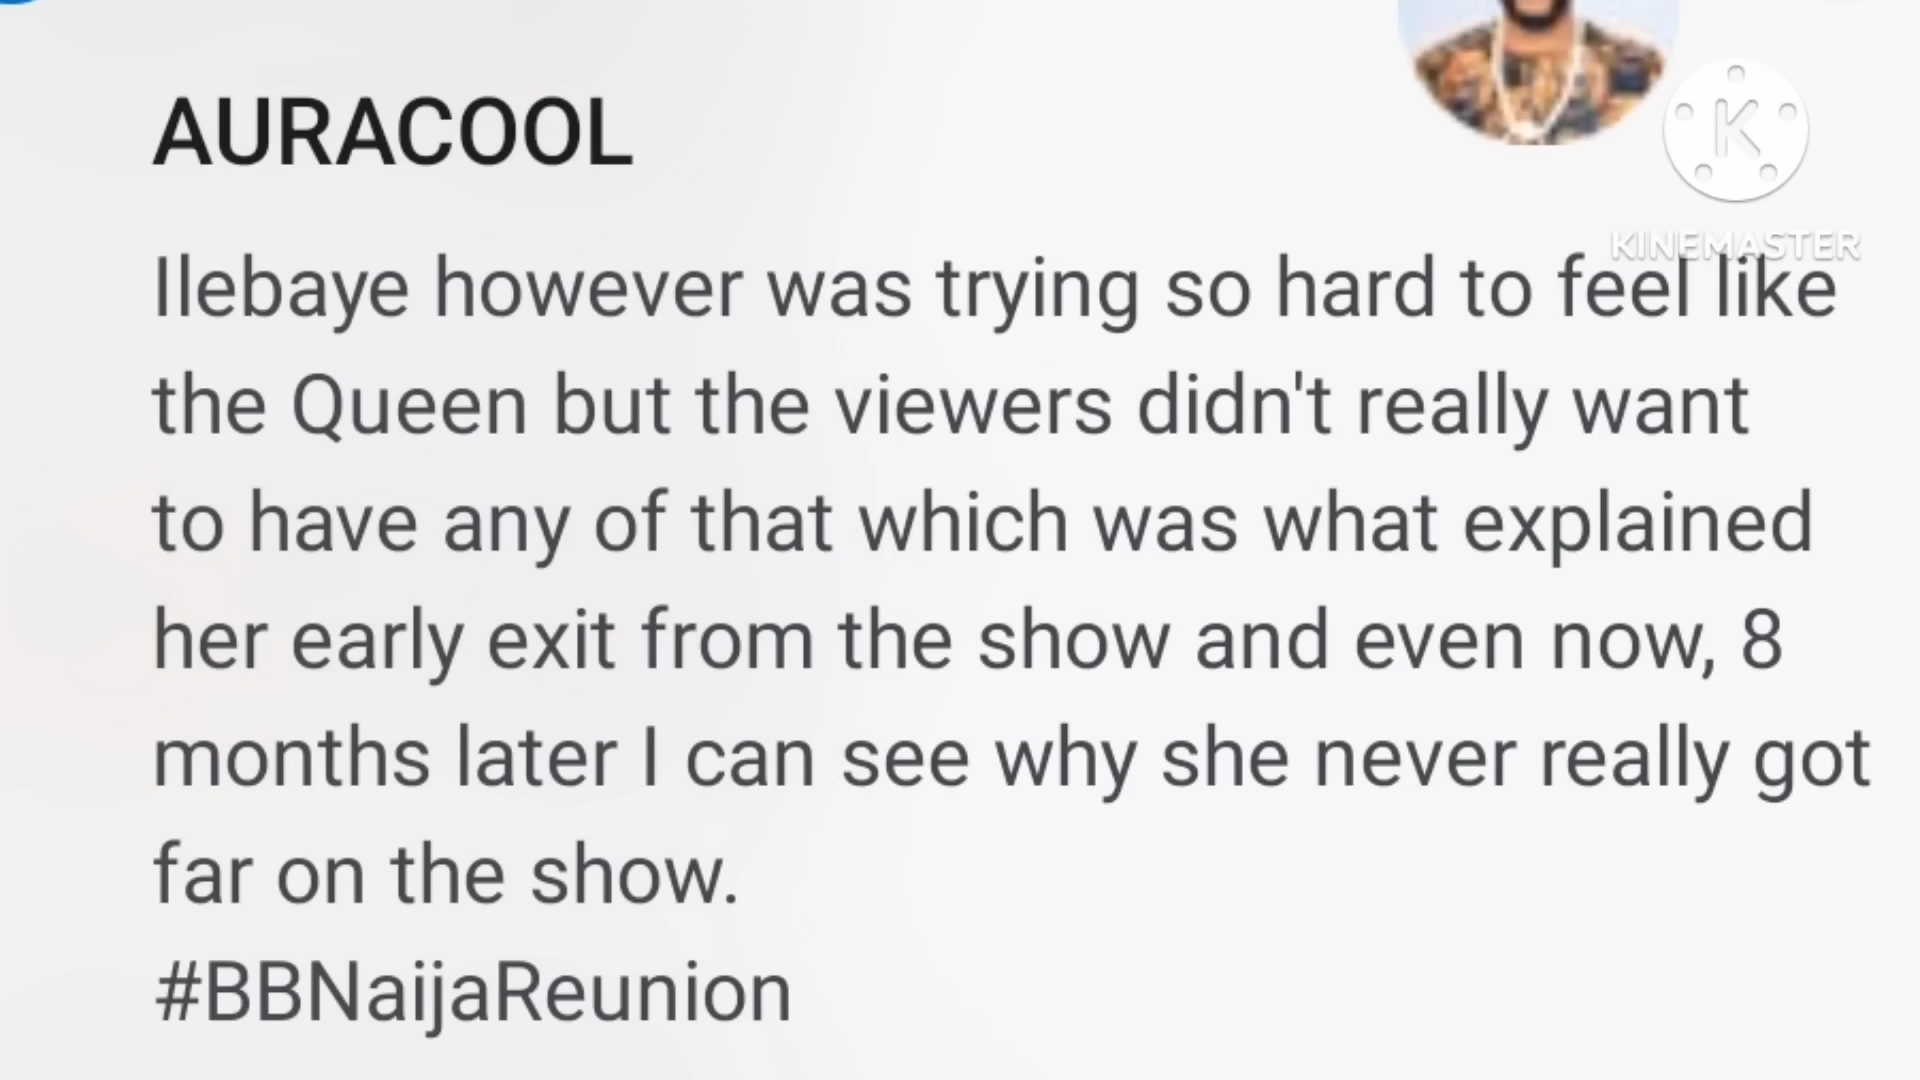 AURACOOL
K
KINEMASTER
Ilebaye however was trying so hard to feel like
the Queen but the viewers didn't really want
to have any of that which was what explained
her early exit from the show and even now, 8
months later I can see why she never really got
far on the show.
#BBNaijaReunion